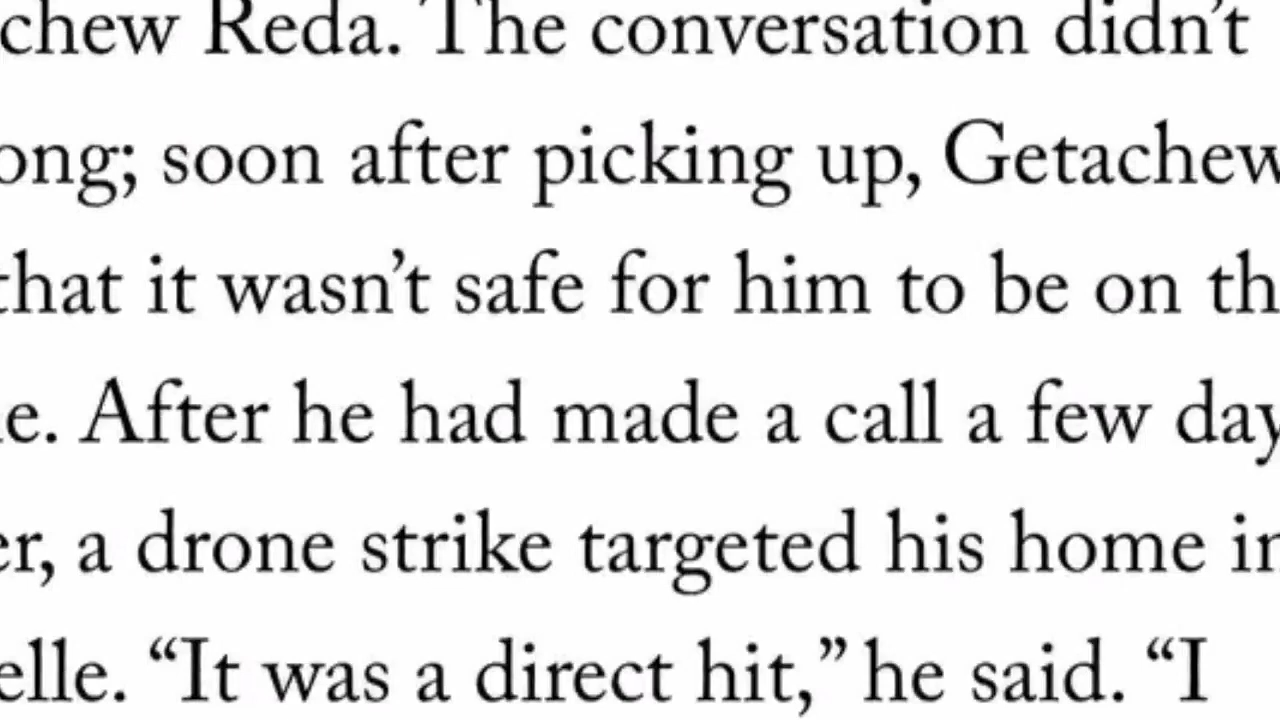 chew Reda. The conversation didn’t
ong; soon after picking up, Getachew
that it wasn’t safe for him to be on th
e. After he had made a call a few day
er, a drone strike targeted his home in
elle. “It was a direct hit,” he said. “I